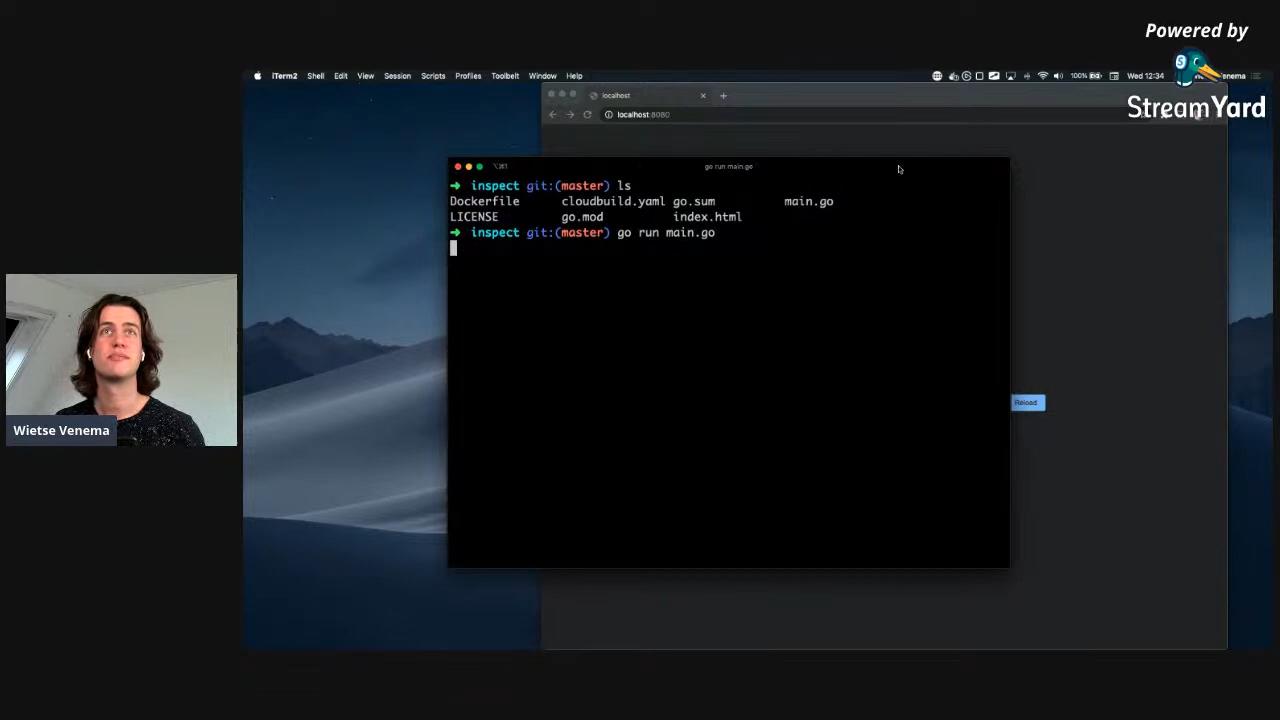 Powered by
StreamYard
iTerm2 Shell Edit View Session Scripts Profiles Toolbelt Window Help
100% Wed 12:34 Venema
localhost
localhost:8080
go run main.go
➜ inspect git:(master) ls
Dockerfile cloudbuild.yaml go.sum main.go
LICENSE go.mod index.html
➜ inspect git:(master) go run main.go
Reload
Wietse Venema